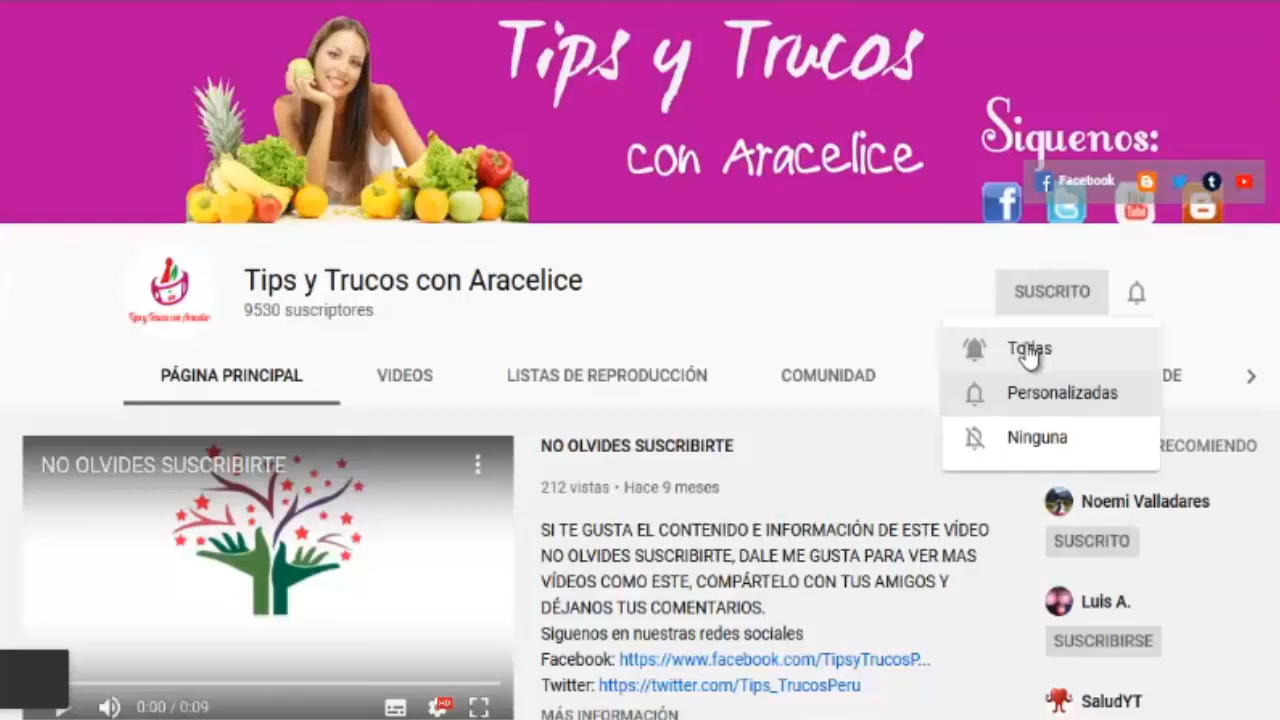 Tips y Trucos
con Aracelice
Siguenos:
Facebook
Tips y Trucos con Aracelice
9530 suscriptores
Tips y Trucos con Aracelice
SUSCRITO
Todas
Personalizadas
Ninguna
PÁGINA PRINCIPAL
VIDEOS
LISTAS DE REPRODUCCIÓN
COMUNIDAD
DE
NO OLVIDES SUSCRIBIRTE
HD
0:00 / 0:09
NO OLVIDES SUSCRIBIRTE
212 vistas • Hace 9 meses
SI TE GUSTA EL CONTENIDO E INFORMACIÓN DE ESTE VÍDEO
NO OLVIDES SUSCRIBIRTE, DALE ME GUSTA PARA VER MAS
VÍDEOS COMO ESTE, COMPÁRTELO CON TUS AMIGOS Y
DÉJANOS TUS COMENTARIOS.
Siguenos en nuestras redes sociales
Facebook: https://www.facebook.com/TipsyTrucosP...
Twitter: https://twitter.com/Tips_TrucosPeru
MÁS INFORMACIÓN
RECOMIENDO
Noemi Valladares
SUSCRITO
Luis A.
SUSCRIBIRSE
SaludYT